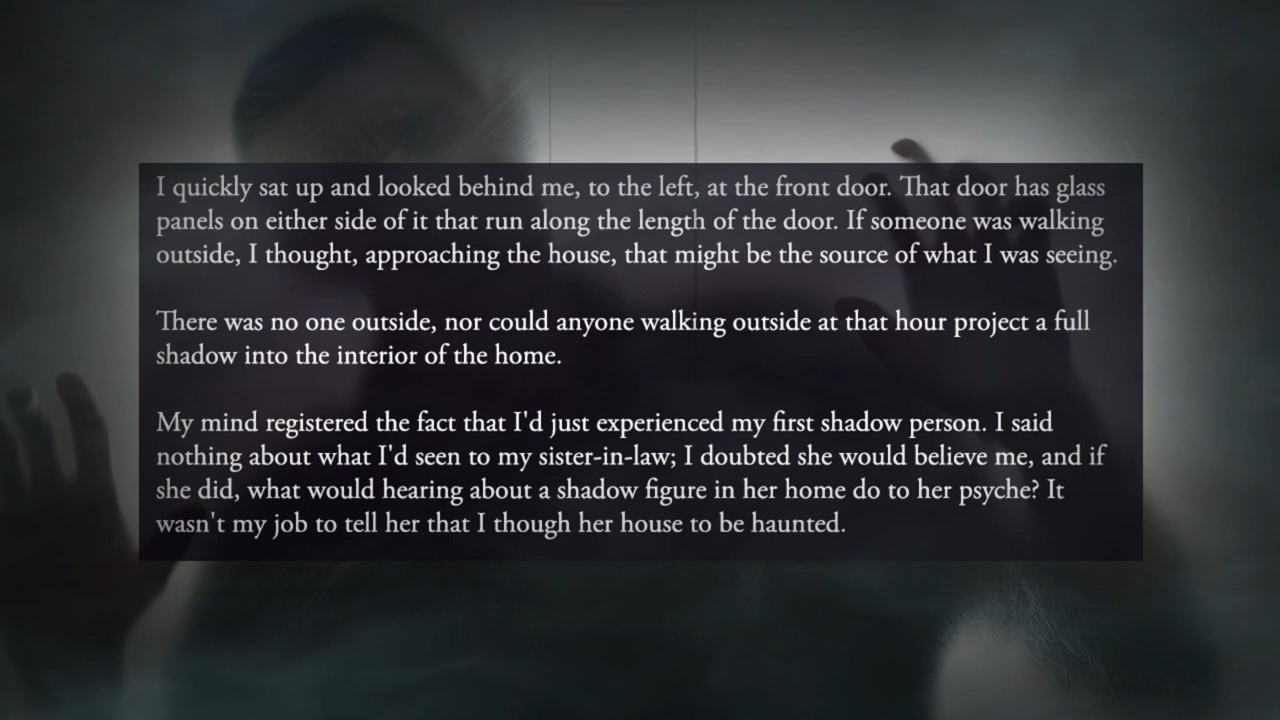 I quickly sat up and looked behind me, to the left, at the front door. That door has glass
panels on either side of it that run along the length of the door. If someone was walking
outside, I thought, approaching the house, that might be the source of what I was seeing.
There was no one outside, nor could anyone walking outside at that hour project a full
shadow into the interior of the home.
My mind registered the fact that I'd just experienced my first shadow person. I said
nothing about what I'd seen to my sister-in-law; I doubted she would believe me, and if
she did, what would hearing about a shadow figure in her home do to her psyche? It
wasn't my job to tell her that I though her house to be haunted.